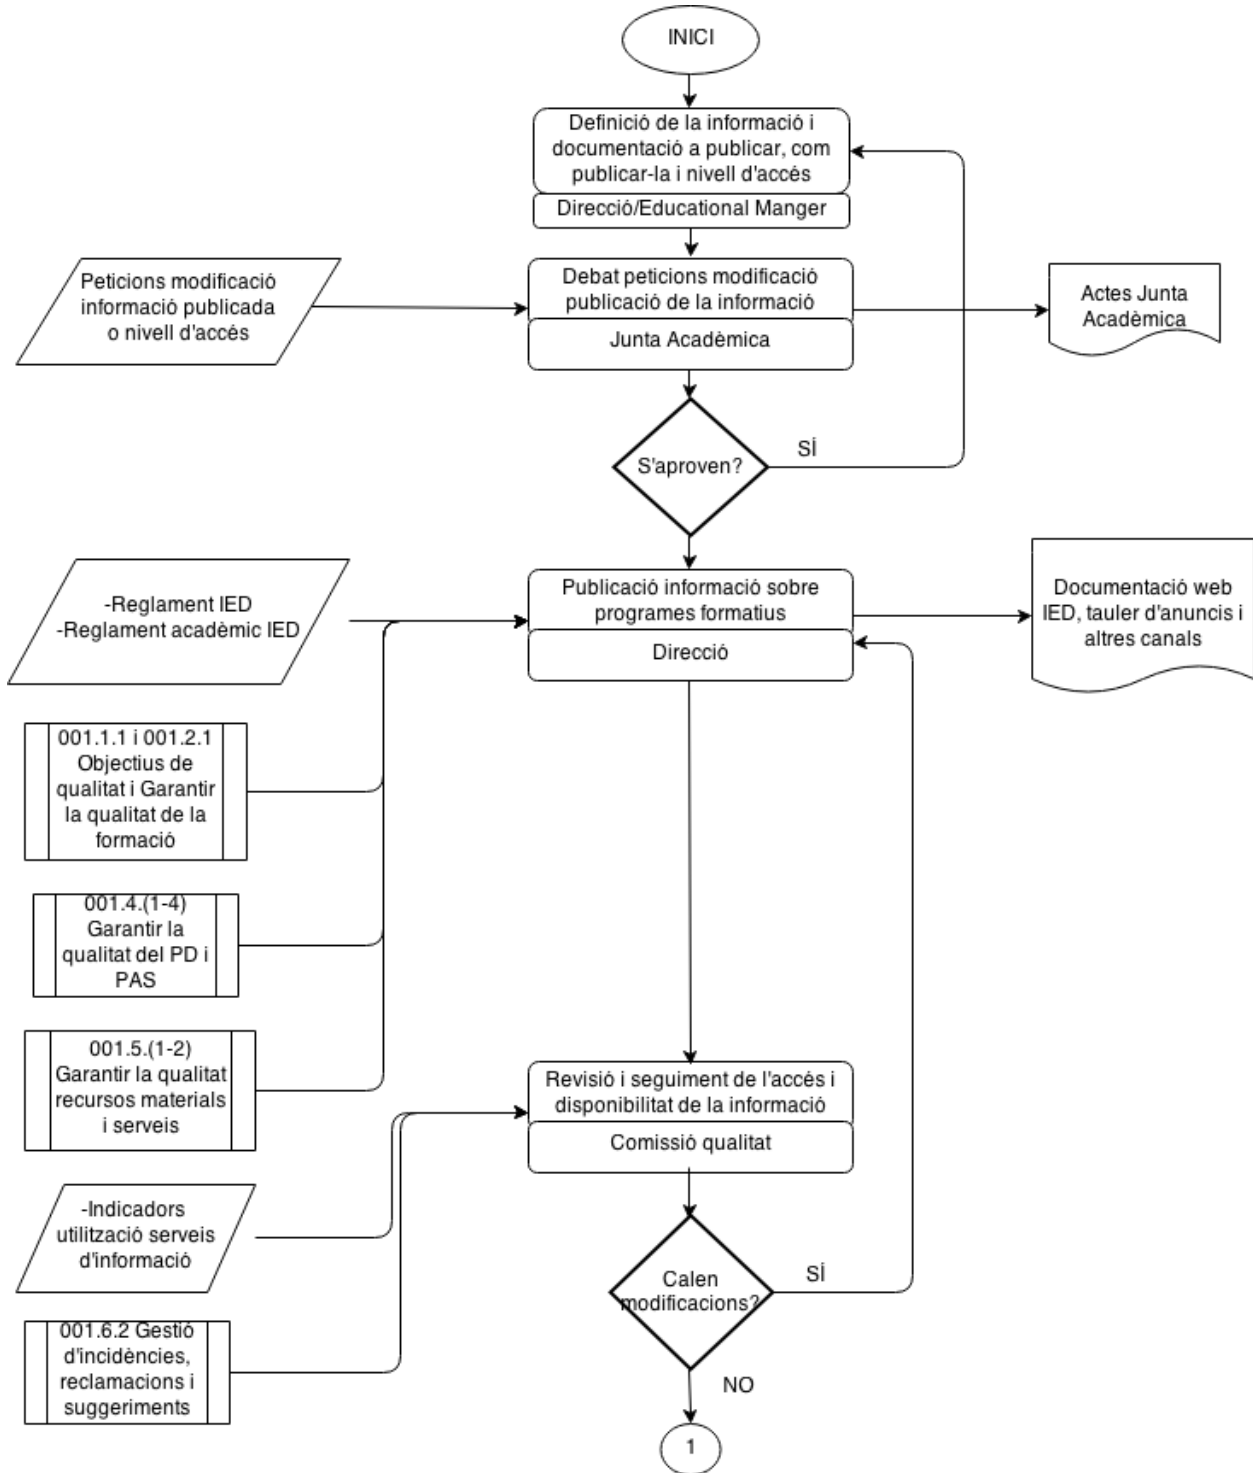 INICI
Definició de la informació i
documentació a publicar, com
publicar-la i nivell d'accés
Direcció/Educational Manger
Peticions modificació
informació publicada
o nivell d'accés
Debat peticions modificació
publicació de la informació
Junta Acadèmica
Actes Junta
Acadèmica
S'aproven?
SÍ
-Reglament IED
-Reglament acadèmic IED
Publicació informació sobre
programes formatius
Direcció
Documentació web
IED, tauler d'anuncis i
altres canals
001.1.1 i 001.2.1
Objectius de
qualitat i Garantir
la qualitat de la
formació
001.4.(1-4)
Garantir la
qualitat del PD i
PAS
001.5.(1-2)
Garantir la qualitat
recursos materials
i serveis
Revisió i seguiment de l'accés i
disponibilitat de la informació
Comissió qualitat
-Indicadors
utilització serveis
d'informació
Calen
modificacions?
SÍ
001.6.2 Gestió
d'incidències,
reclamacions i
suggeriments
NO
1